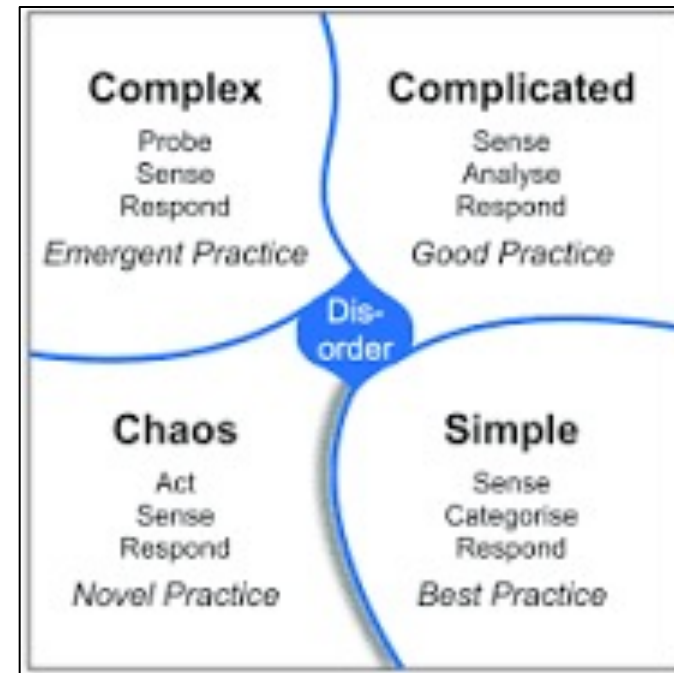 Complex
Probe
Sense
Respond
Emergent Practice
Complicated
Sense
Analyse
Respond
Good Practice
Dis-
order
Chaos
Act
Sense
Respond
Novel Practice
Simple
Sense
Categorise
Respond
Best Practice